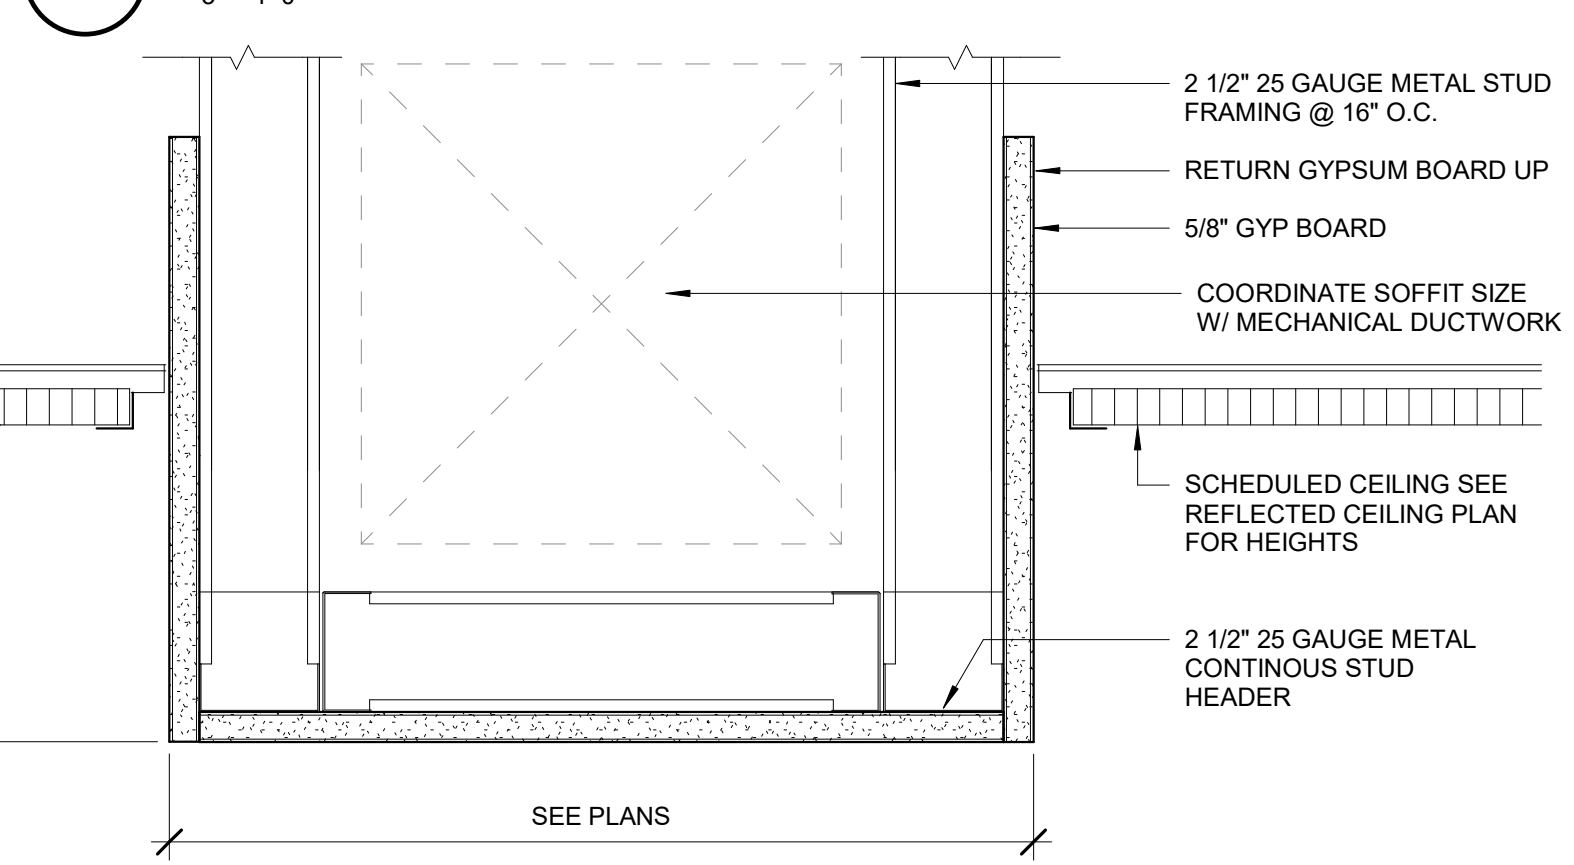 2 1/2" 25 GAUGE METAL STUD
FRAMING @ 16" O.C.
RETURN GYPSUM BOARD UP
5/8" GYP BOARD
COORDINATE SOFFIT SIZE
W/ MECHANICAL DUCTWORK
SCHEDULED CEILING SEE
REFLECTED CEILING PLAN
FOR HEIGHTS
2 1/2" 25 GAUGE METAL
CONTINOUS STUD
HEADER
SEE PLANS